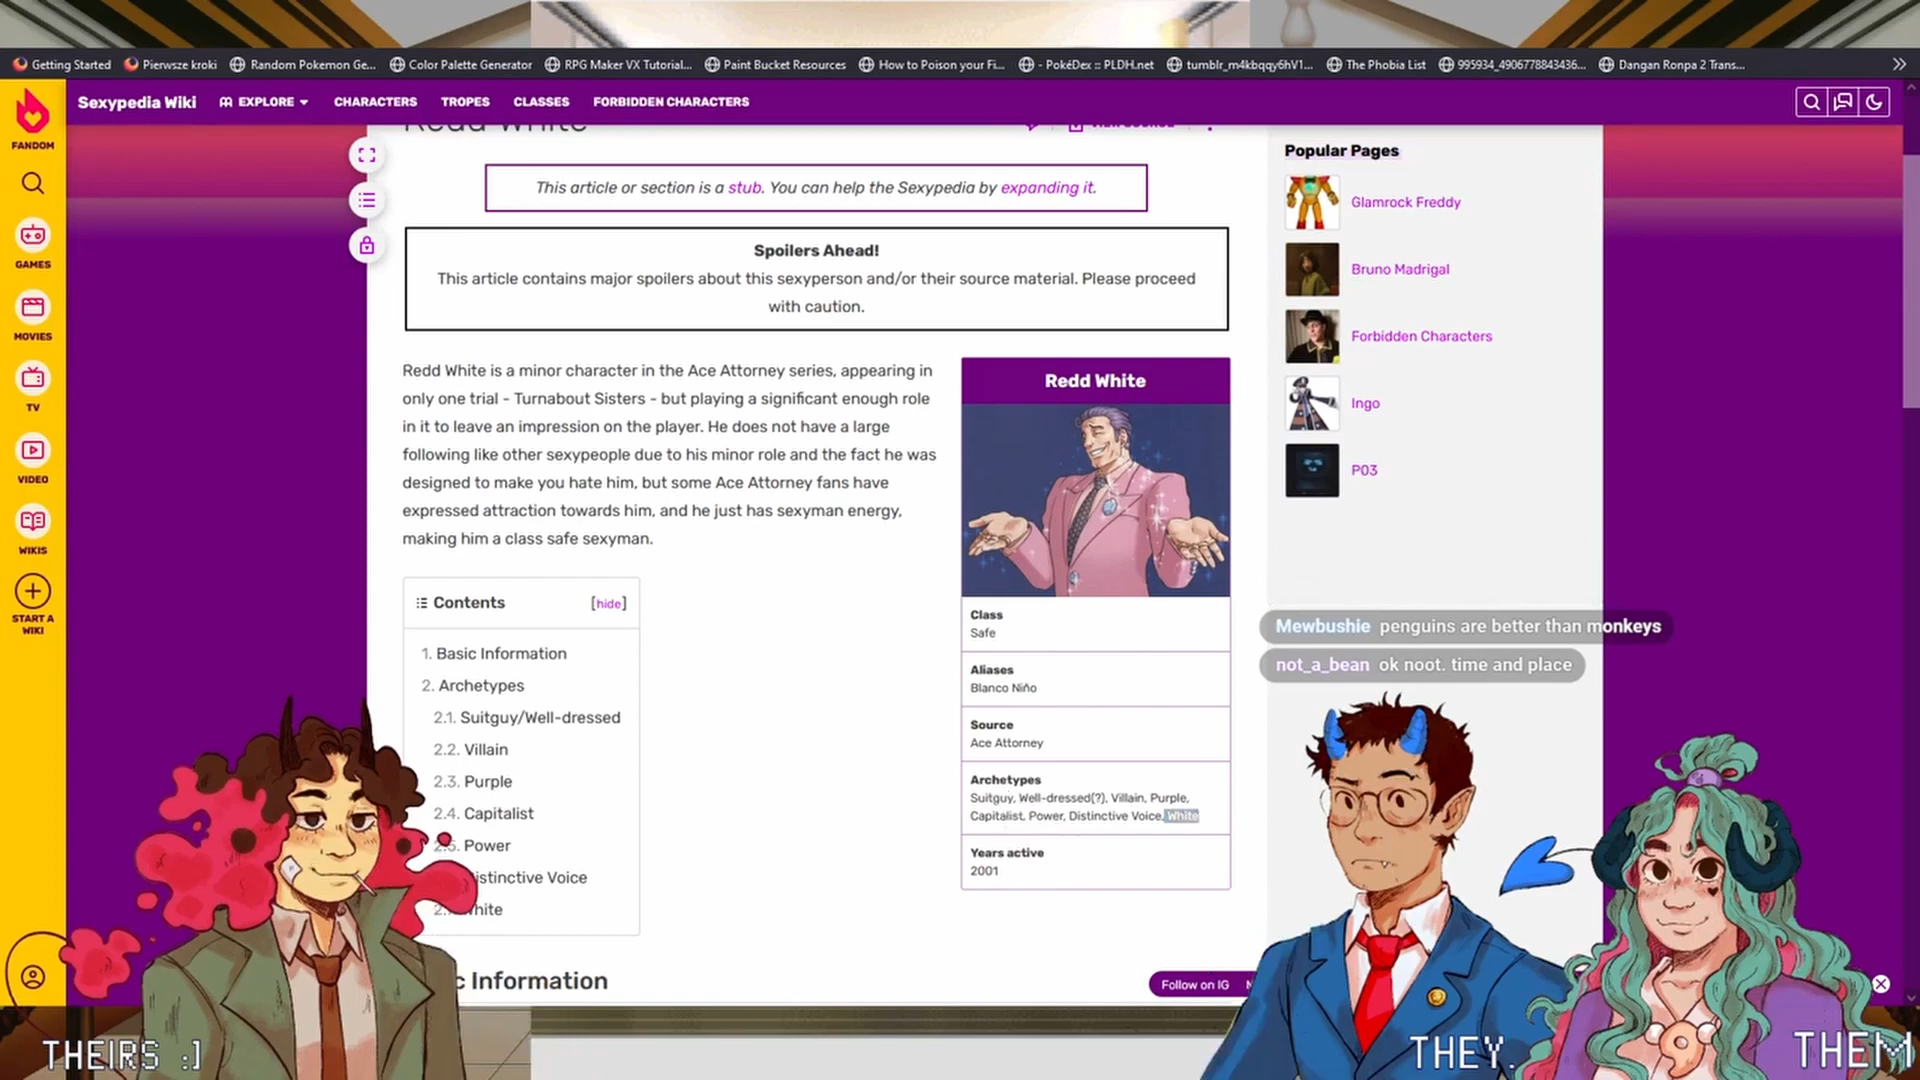 Getting Started
Pierwsze kroki
Random Pokemon Ge...
Color Palette Generator
RPG Maker VX Tutorial...
Paint Bucket Resources
How to Poison your Fi...
- PokéDex :: PLDH.net
tumblr_m4kbqqy6hV1...
The Phobia List
995934_4906778843436...
Dangan Ronpa 2 Trans...
Sexypedia Wiki
EXPLORE
CHARACTERS
TROPES
CLASSES
FORBIDDEN CHARACTERS
FANDOM
GAMES
MOVIES
TV
VIDEO
WIKIS
START A
WIKI
Redd White
VIEW SOURCE
This article or section is a stub. You can help the Sexypedia by expanding it.
Spoilers Ahead!
This article contains major spoilers about this sexyperson and/or their source material. Please proceed
with caution.
Redd White is a minor character in the Ace Attorney series, appearing in
only one trial - Turnabout Sisters - but playing a significant enough role
in it to leave an impression on the player. He does not have a large
following like other sexypeople due to his minor role and the fact he was
designed to make you hate him, but some Ace Attorney fans have
expressed attraction towards him, and he just has sexyman energy,
making him a class safe sexyman.
Contents [hide]
1. Basic Information
2. Archetypes
2.1. Suitguy/Well-dressed
2.2. Villain
2.3. Purple
2.4. Capitalist
2.5. Power
istinctive Voice
hite
c Information
Redd White
Class
Safe
Aliases
Blanco Niño
Source
Ace Attorney
Archetypes
Suitguy, Well-dressed(?), Villain, Purple,
Capitalist, Power, Distinctive Voice, White
Years active
2001
Popular Pages
Glamrock Freddy
Bruno Madrigal
Forbidden Characters
Ingo
P03
Mewbushie penguins are better than monkeys
not_a_bean ok noot. time and place
Follow on IG
THEIRS :]
THEY.
THEM